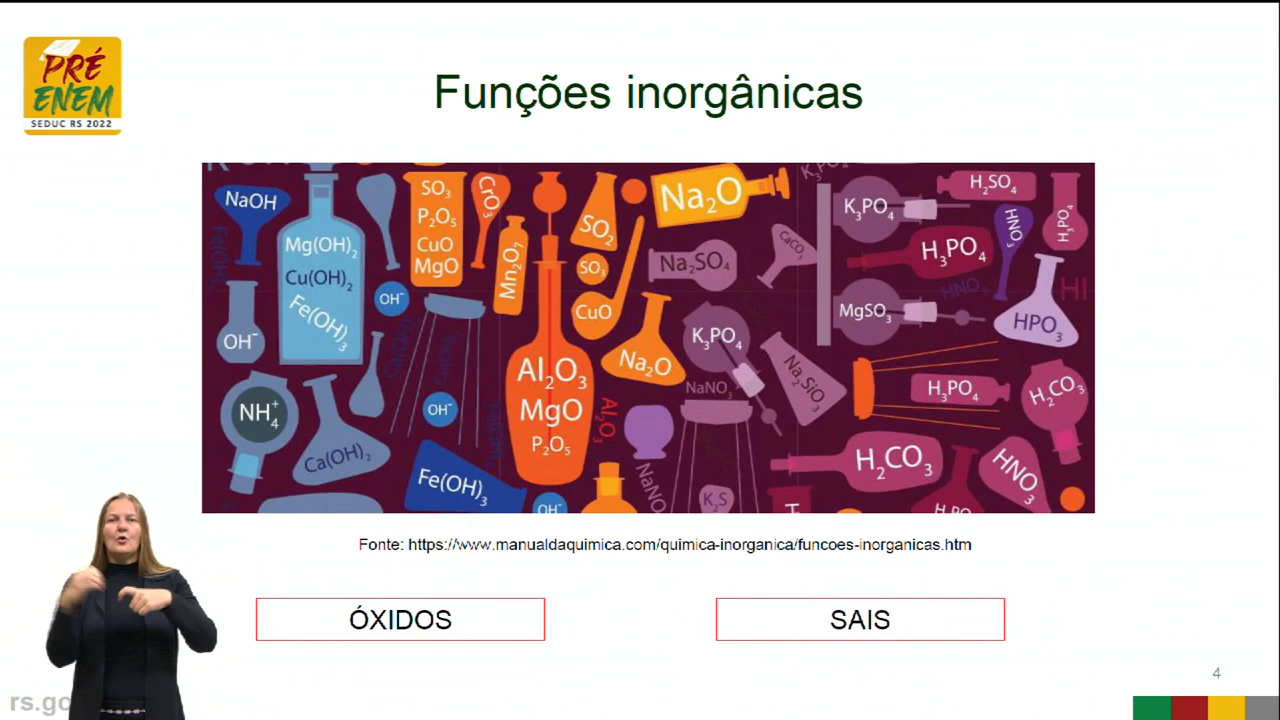 PRÉ
ENEM
SEDUC RS 2022
Funções inorgânicas
NaOH
Mg(OH)₂
Cu(OH)₂
Fe(OH)₃
OH⁻
OH⁻
NH₄⁺
Ca(OH)₂
OH⁻
Fe(OH)₃
OH⁻
SO₃
P₂O₅
CuO
MgO
CrO₃
Mn₂O₇
SO₂
SO₃
CuO
Na₂O
Na₂O
Al₂O₃
MgO
P₂O₅
Al₂O₃
Na₂SO₄
CaCO₃
K₃PO₄
K₃PO₄
NaNO₃
Na₂SiO₃
K₂S
K₃PO₄
MgSO₃
H₂SO₄
H₃PO₄
HNO₃
H₃PO₄
HNO₃
HI
HPO₃
H₃PO₄
H₂CO₃
H₂CO₃
HNO₃
Fonte: https://www.manualdaquimica.com/quimica-inorganica/funcoes-inorganicas.htm
ÓXIDOS
SAIS
4
rs.go